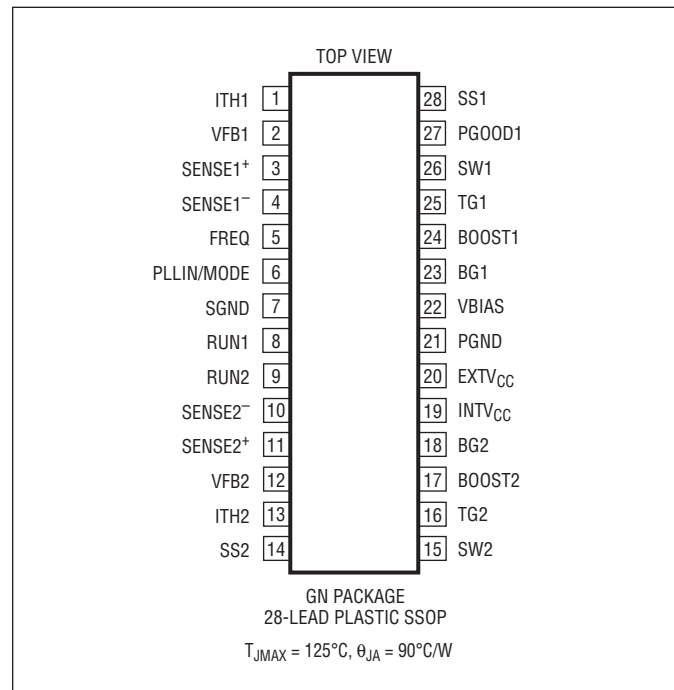 TOP VIEW
ITH1 1 28 SS1
VFB1 2 27 PGOOD1
SENSE1+ 3 26 SW1
SENSE1– 4 25 TG1
FREQ 5 24 BOOST1
PLLIN/MODE 6 23 BG1
SGND 7 22 VBIAS
RUN1 8 21 PGND
RUN2 9 20 EXTVCC
SENSE2– 10 19 INTVCC
SENSE2+ 11 18 BG2
VFB2 12 17 BOOST2
ITH2 13 16 TG2
SS2 14 15 SW2
GN PACKAGE
28-LEAD PLASTIC SSOP
TJMAX = 125°C, θJA = 90°C/W